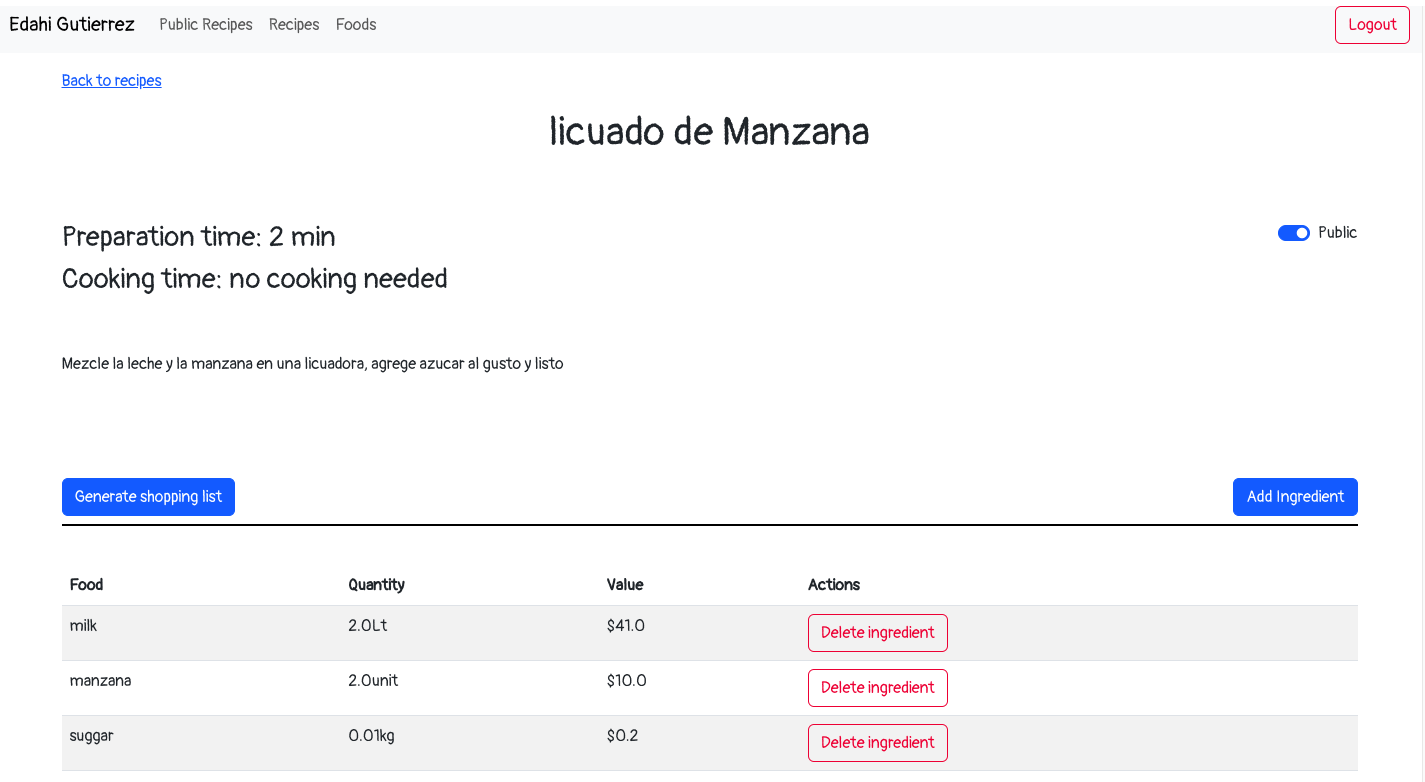 Edahi Gutierrez Public Recipes Recipes Foods Logout
Back to recipes
licuado de Manzana
Preparation time: 2 min Public
Cooking time: no cooking needed
Mezcle la leche y la manzana en una licuadora, agrege azucar al gusto y listo
Generate shopping list Add Ingredient
Food Quantity Value Actions
milk 2.0Lt $41.0 Delete ingredient
manzana 2.0unit $10.0 Delete ingredient
suggar 0.01kg $0.2 Delete ingredient